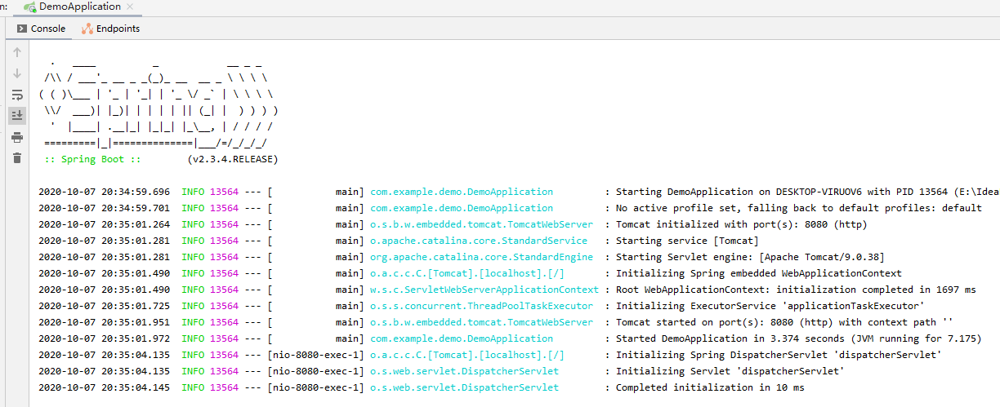 n: DemoApplication
Console Endpoints
  .   ____          _            __ _ _
 /\\ / ___'_ __ _ _(_)_ __  __ _ \ \ \ \
( ( )\___ | '_ | '_| | '_ \/ _` | \ \ \ \
 \\/  ___)| |_)| | | | | || (_| |  ) ) ) )
  '  |____| .__|_| |_|_| |_\__, | / / / /
 =========|_|==============|___/=/_/_/_/
 :: Spring Boot ::        (v2.3.4.RELEASE)
2020-10-07 20:34:59.696  INFO 13564 --- [           main] com.example.demo.DemoApplication         : Starting DemoApplication on DESKTOP-VIRUOV6 with PID 13564 (E:\Idea
2020-10-07 20:34:59.701  INFO 13564 --- [           main] com.example.demo.DemoApplication         : No active profile set, falling back to default profiles: default
2020-10-07 20:35:01.264  INFO 13564 --- [           main] o.s.b.w.embedded.tomcat.TomcatWebServer  : Tomcat initialized with port(s): 8080 (http)
2020-10-07 20:35:01.281  INFO 13564 --- [           main] o.apache.catalina.core.StandardService   : Starting service [Tomcat]
2020-10-07 20:35:01.281  INFO 13564 --- [           main] org.apache.catalina.core.StandardEngine  : Starting Servlet engine: [Apache Tomcat/9.0.38]
2020-10-07 20:35:01.490  INFO 13564 --- [           main] o.a.c.c.C.[Tomcat].[localhost].[/]       : Initializing Spring embedded WebApplicationContext
2020-10-07 20:35:01.490  INFO 13564 --- [           main] w.s.c.ServletWebServerApplicationContext : Root WebApplicationContext: initialization completed in 1697 ms
2020-10-07 20:35:01.725  INFO 13564 --- [           main] o.s.s.concurrent.ThreadPoolTaskExecutor  : Initializing ExecutorService 'applicationTaskExecutor'
2020-10-07 20:35:01.951  INFO 13564 --- [           main] o.s.b.w.embedded.tomcat.TomcatWebServer  : Tomcat started on port(s): 8080 (http) with context path ''
2020-10-07 20:35:01.972  INFO 13564 --- [           main] com.example.demo.DemoApplication         : Started DemoApplication in 3.374 seconds (JVM running for 7.175)
2020-10-07 20:35:04.135  INFO 13564 --- [nio-8080-exec-1] o.a.c.c.C.[Tomcat].[localhost].[/]       : Initializing Spring DispatcherServlet 'dispatcherServlet'
2020-10-07 20:35:04.135  INFO 13564 --- [nio-8080-exec-1] o.s.web.servlet.DispatcherServlet        : Initializing Servlet 'dispatcherServlet'
2020-10-07 20:35:04.145  INFO 13564 --- [nio-8080-exec-1] o.s.web.servlet.DispatcherServlet        : Completed initialization in 10 ms